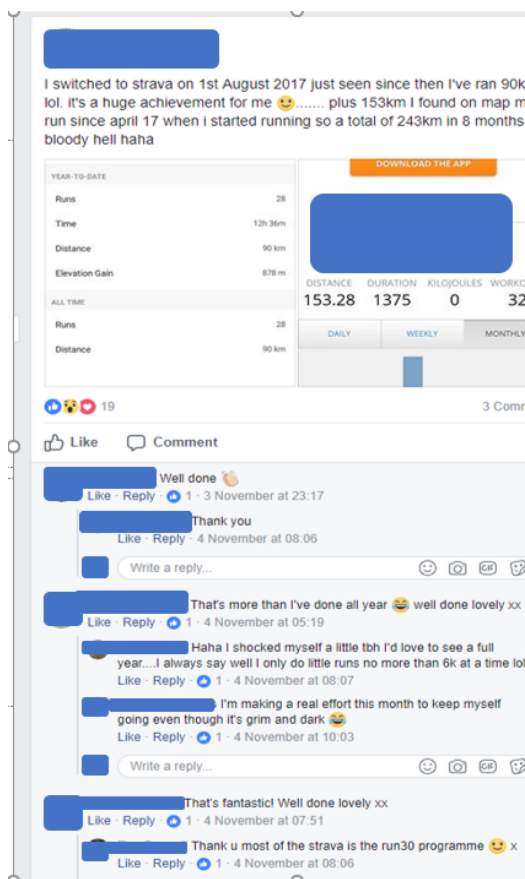 I switched to strava on 1st August 2017 just seen since then I've ran 90k
lol. it's a huge achievement for me 🙂....... plus 153km I found on map m
run since april 17 when i started running so a total of 243km in 8 months
bloody hell haha
DOWNLOAD THE APP
YEAR-TO-DATE
Runs 28
Time 12h 36m
Distance 90 km
Elevation Gain 878 m
ALL TIME
Runs 28
Distance 90 km
DISTANCE DURATION KILOJOULES WORKO
153.28 1375 0 32
DAILY WEEKLY MONTHLY
19
3 Comr
Like Comment
Well done 👏
Like · Reply · 1 · 3 November at 23:17
Thank you
Like · Reply · 4 November at 08:06
Write a reply...
GIF
That's more than I've done all year 😂 well done lovely xx
Like · Reply · 1 · 4 November at 05:19
Haha I shocked myself a little tbh I'd love to see a full
year....I always say well I only do little runs no more than 6k at a time lol
Like · Reply · 1 · 4 November at 08:07
I'm making a real effort this month to keep myself
going even though it's grim and dark 😂
Like · Reply · 1 · 4 November at 10:03
Write a reply...
GIF
That's fantastic! Well done lovely xx
Like · Reply · 1 · 4 November at 07:51
Thank u most of the strava is the run30 programme 🙂 x
Like · Reply · 1 · 4 November at 08:06